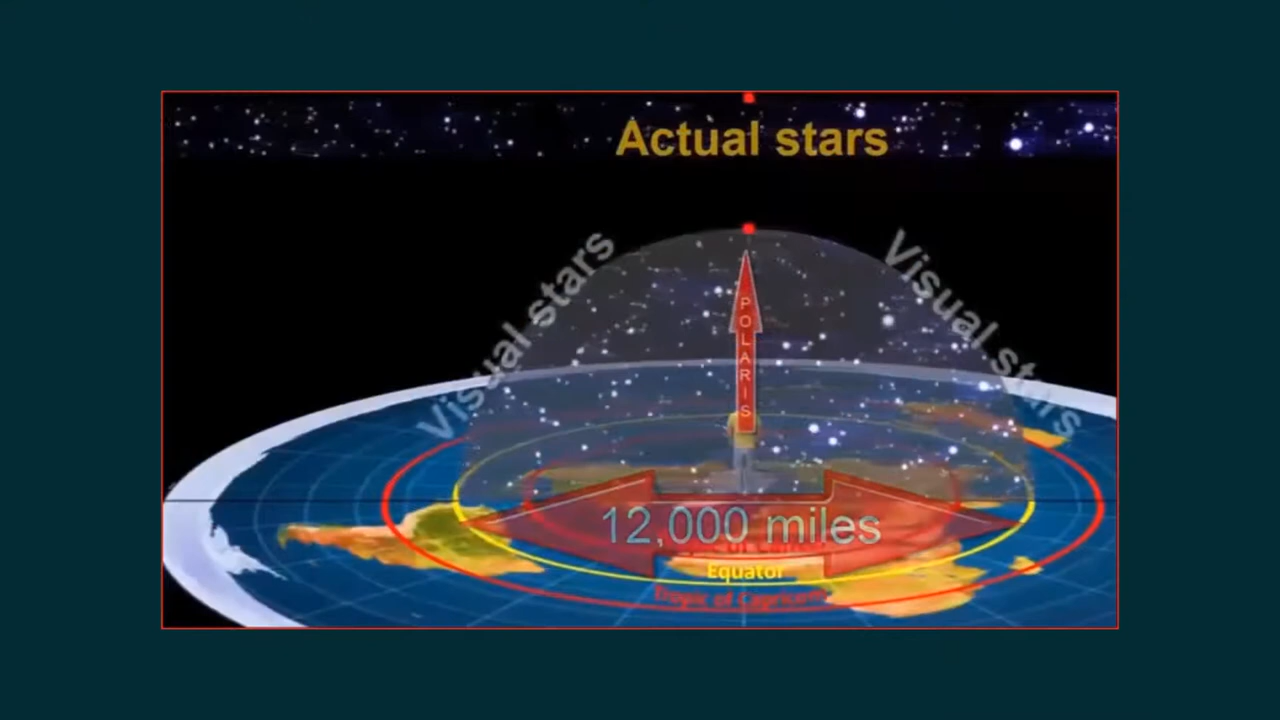 Actual stars
Visual stars
Visual stars
POLARIS
12,000 miles
Equator
Tropic of Capricorn